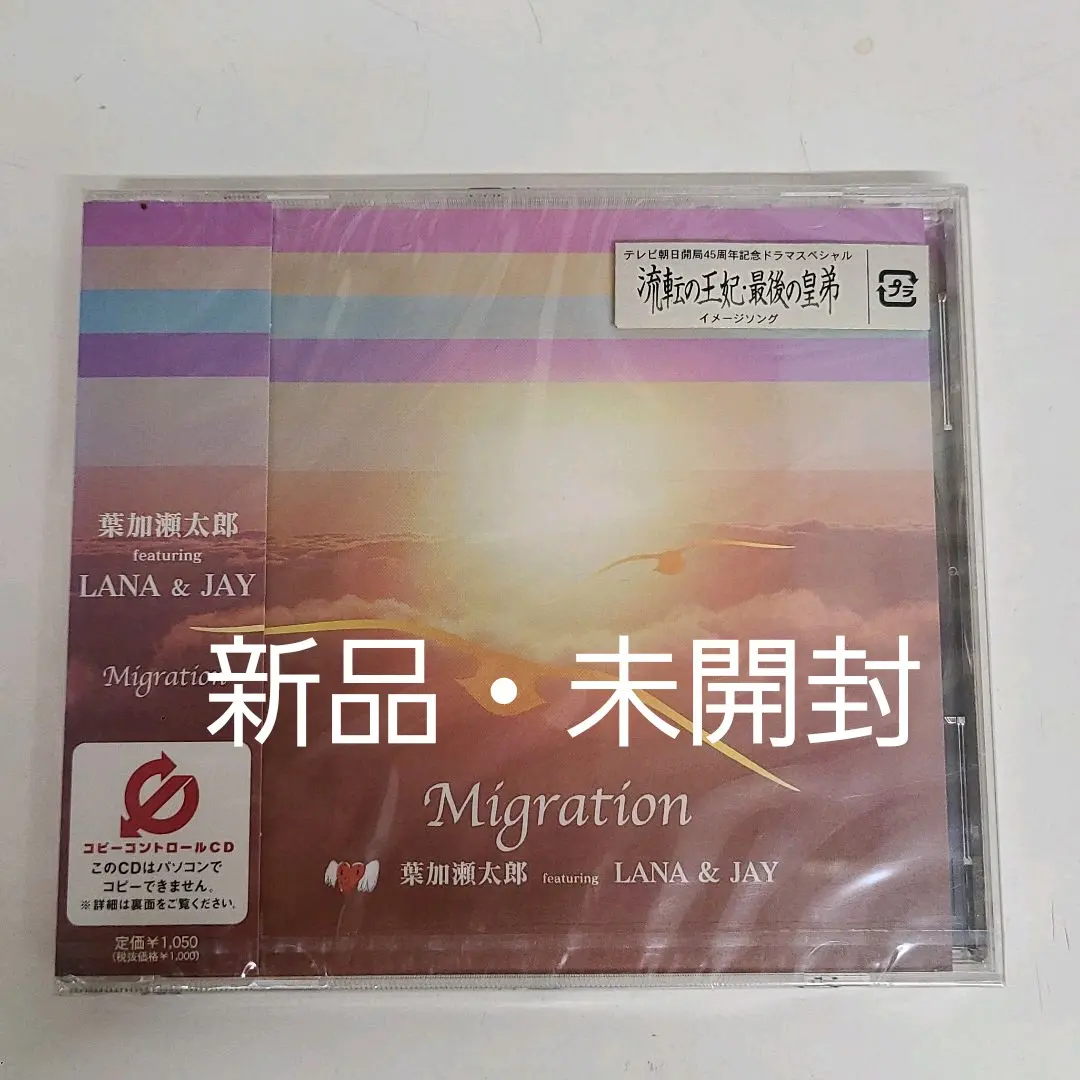 テレビ朝日開局45周年記念ドラマスペシャル
流転の王妃・最後の皇弟
イメージソング
プラ
葉加瀬太郎
featuring
LANA & JAY
Migration
新品・未開封
Migration
葉加瀬太郎 featuring LANA & JAY
コピーコントロールCD
このCDはパソコンで
コピーできません。
※詳細は裏面をご覧ください。
定価¥1,050
(税抜価格¥1,000)